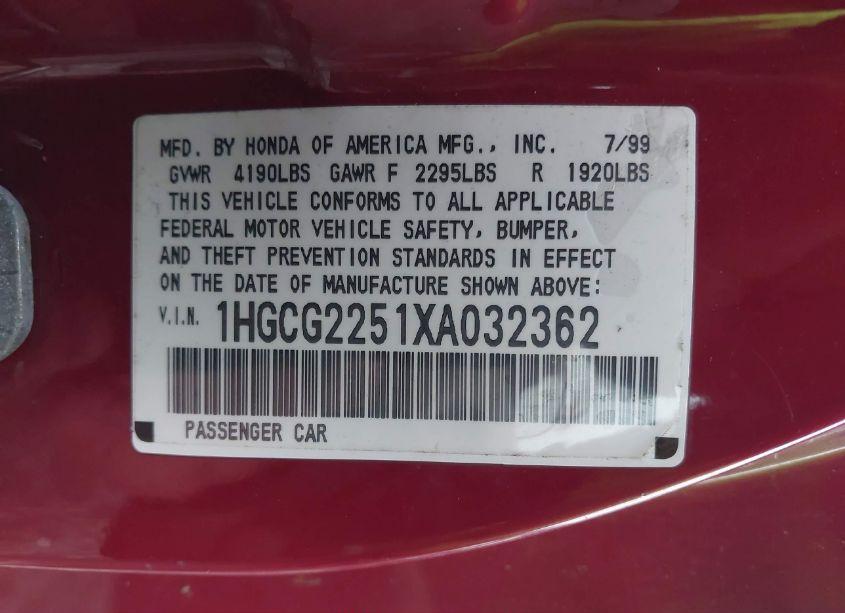 MFD. BY HONDA OF AMERICA MFG., INC. 7/99
GVWR 4190LBS GAWR F 2295LBS R 1920LBS
THIS VEHICLE CONFORMS TO ALL APPLICABLE
FEDERAL MOTOR VEHICLE SAFETY, BUMPER,
AND THEFT PREVENTION STANDARDS IN EFFECT
ON THE DATE OF MANUFACTURE SHOWN ABOVE:
V.I.N. 1HGCG2251XA032362
PASSENGER CAR